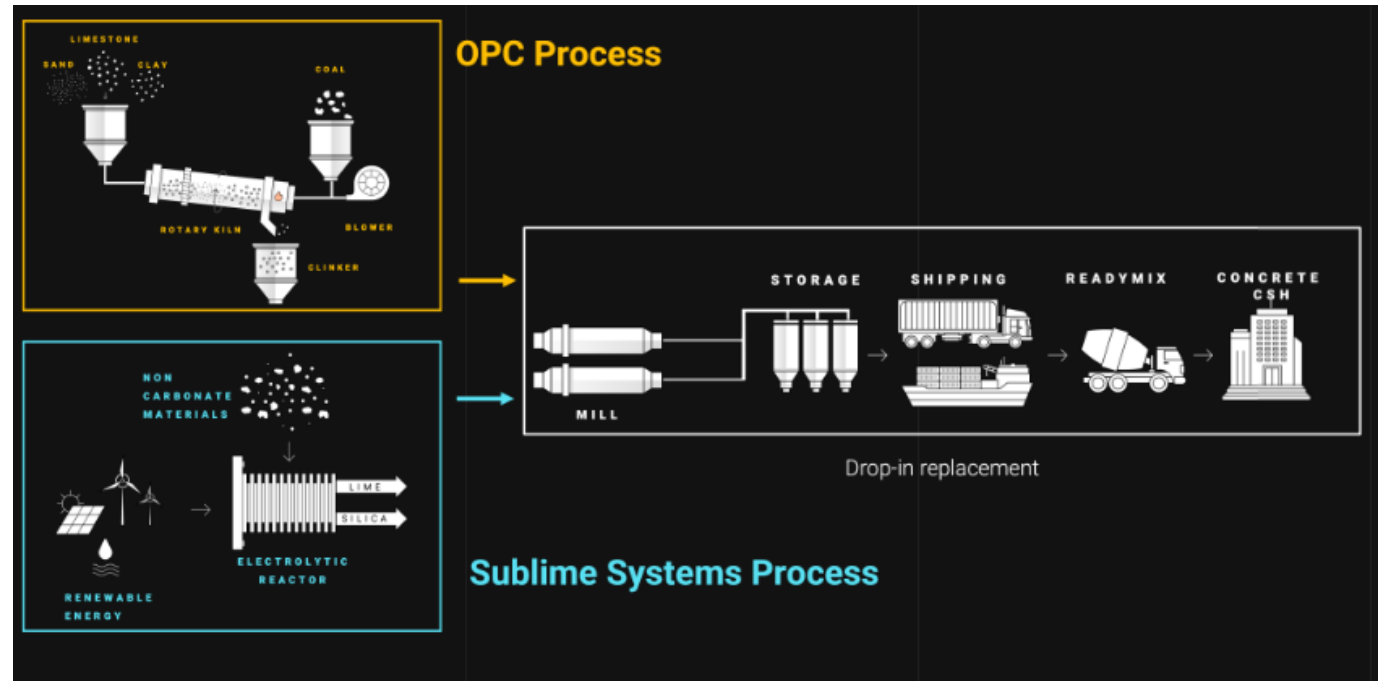 OPC Process
LIMESTONE
SAND
CLAY
COAL
ROTARY KILN
BLOWER
CLINKER
NON
CARBONATE
MATERIALS
LIME
SILICA
ELECTROLYTIC
REACTOR
RENEWABLE
ENERGY
Sublime Systems Process
MILL
STORAGE
SHIPPING
READYMIX
CONCRETE
CSH
Drop-in replacement